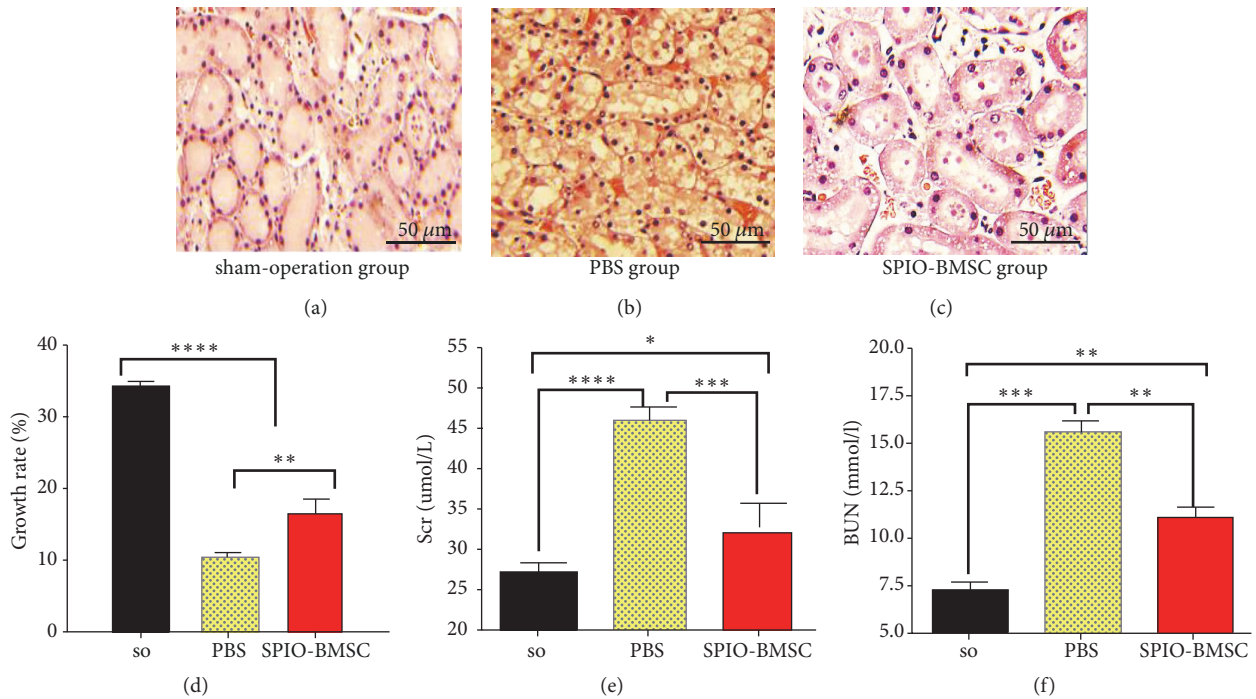 50 µm
50 µm
50 µm
sham-operation group
PBS group
SPIO-BMSC group
(a)
(b)
(c)
Growth rate (%)
40
30
20
10
0
****
**
so
PBS
SPIO-BMSC
(d)
Scr (umol/L)
55
50
45
35
30
25
20
*
****
***
so
PBS
SPIO-BMSC
(e)
BUN (mmol/l)
20.0
17.5
15.0
12.5
10.0
7.5
5.0
**
***
**
so
PBS
SPIO-BMSC
(f)